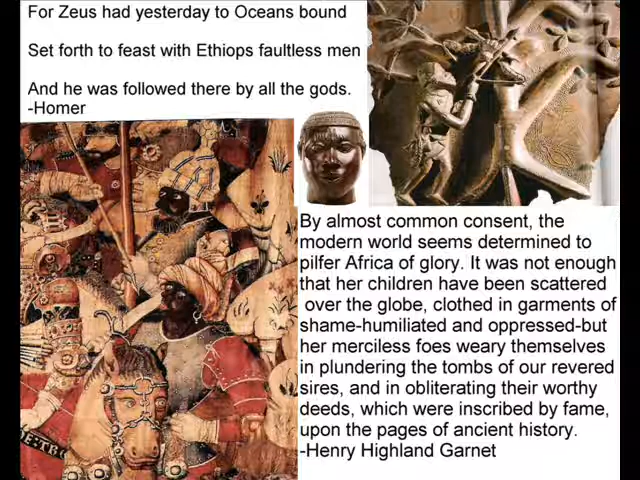 For Zeus had yesterday to Oceans bound
Set forth to feast with Ethiops faultless men
And he was followed there by all the gods.
-Homer
By almost common consent, the
modern world seems determined to
pilfer Africa of glory. It was not enough
that her children have been scattered
over the globe, clothed in garments of
shame-humiliated and oppressed-but
her merciless foes weary themselves
in plundering the tombs of our revered
sires, and in obliterating their worthy
deeds, which were inscribed by fame,
upon the pages of ancient history.
-Henry Highland Garnet